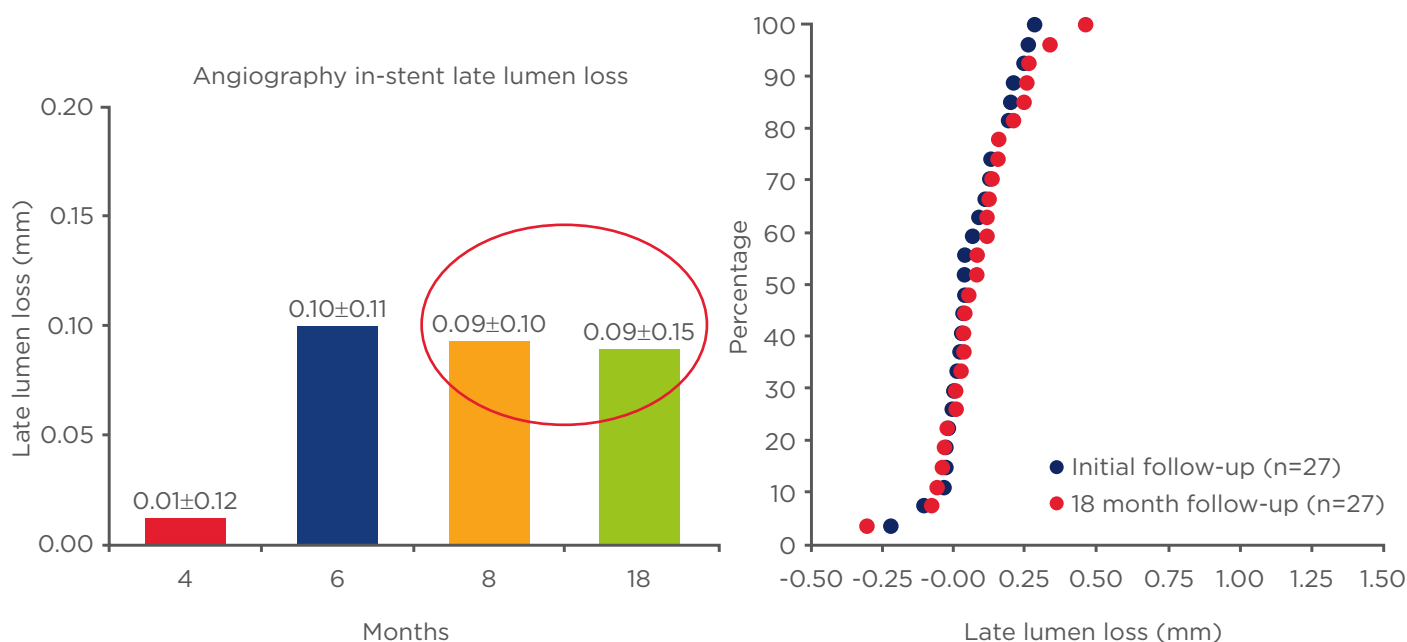 Angiography in-stent late lumen loss
Late lumen loss (mm)
0.20
0.15
0.10
0.05
0.00
0.01±0.12
0.10±0.11
0.09±0.10
0.09±0.15
4 6 8 18
Months
Percentage
100
90
80
70
60
50
40
30
20
10
0
Initial follow-up (n=27)
18 month follow-up (n=27)
-0.50 -0.25 -0.00 0.25 0.50 0.75 1.00 1.25 1.50
Late lumen loss (mm)